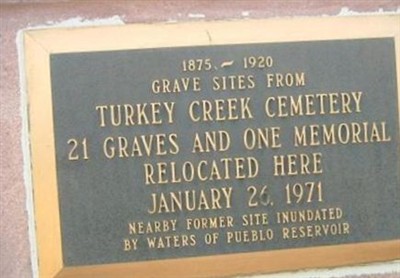 1875 ~ 1920
GRAVE SITES FROM
TURKEY CREEK CEMETERY
21 GRAVES AND ONE MEMORIAL
RELOCATED HERE
JANUARY 26, 1971
NEARBY FORMER SITE INUNDATED
BY WATERS OF PUEBLO RESERVOIR